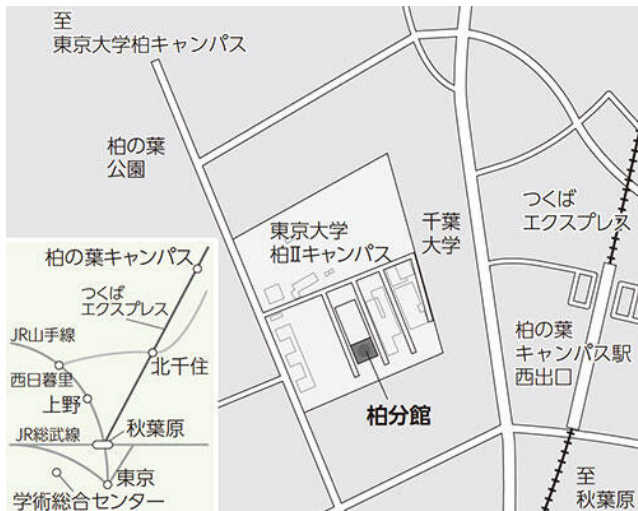 至
東京大学柏キャンパス
柏の葉
公園
東京大学
柏Ⅱキャンパス
千葉
大学
つくば
エクスプレス
柏の葉
キャンパス駅
西出口
柏分館
至
秋葉原
柏の葉キャンパス
つくば
エクスプレス
JR山手線
北千住
西日暮里
上野
JR総武線
秋葉原
東京
学術総合センター